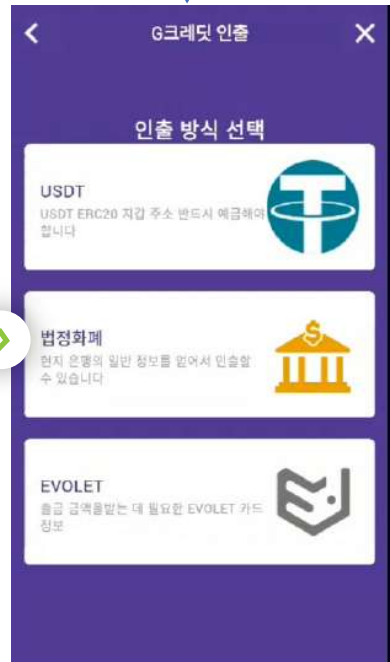 G크레딧 인출
인출 방식 선택
USDT
USDT ERC20 지갑 주소 반드시 예금해야
합니다
법정화폐
현지 은행의 일반 정보를 얻어서 인출할
수 있습니다
EVOLET
출금 금액을받는 데 필요한 EVOLET 카드
정보